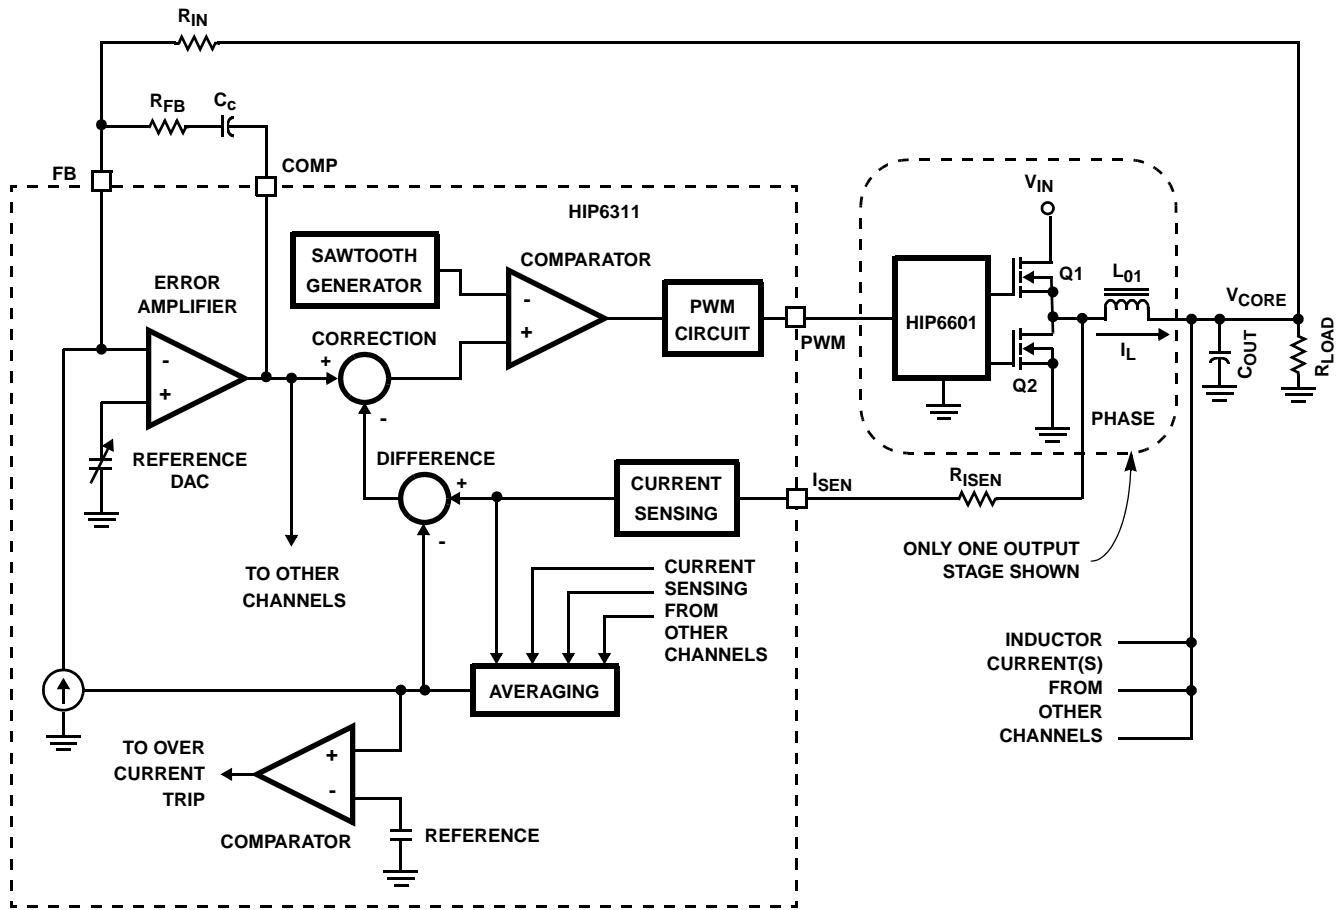 RIN
RFB
Cc
FB
COMP
HIP6311
VIN
SAWTOOTH
GENERATOR
COMPARATOR
-
+
PWM
CIRCUIT
PWM
HIP6601
Q1
Q2
L01
IL
VCORE
COUT
RLOAD
PHASE
ERROR
AMPLIFIER
-
+
CORRECTION
+
-
REFERENCE
DAC
DIFFERENCE
+
-
CURRENT
SENSING
ISEN
RISEN
ONLY ONE OUTPUT
STAGE SHOWN
TO OTHER
CHANNELS
CURRENT
SENSING
FROM
OTHER
CHANNELS
INDUCTOR
CURRENT(S)
FROM
OTHER
CHANNELS
AVERAGING
TO OVER
CURRENT
TRIP
+
-
COMPARATOR
REFERENCE